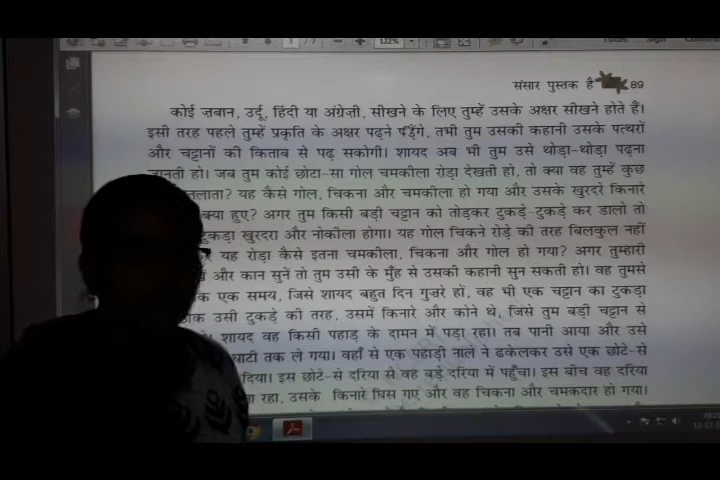 122%
Tools
Sign
संसार पुस्तक है 89
कोई ज़बान, उर्दू, हिंदी या अंग्रेज़ी, सीखने के लिए तुम्हें उसके अक्षर सीखने होते हैं।
इसी तरह पहले तुम्हें प्रकृति के अक्षर पढ़ने पड़ेंगे, तभी तुम उसकी कहानी उसके पत्थरों
और चट्टानों की किताब से पढ़ सकोगी। शायद अब भी तुम उसे थोड़ा-थोड़ा पढ़ना
जानती हो। जब तुम कोई छोटा-सा गोल चमकीला रोड़ा देखती हो, तो क्या वह तुम्हें कुछ
तलाता? यह कैसे गोल, चिकना और चमकीला हो गया और उसके खुरदरे किनारे
क्या हुए? अगर तुम किसी बड़ी चट्टान को तोड़कर टुकड़े-टुकड़े कर डालो तो
टुकड़ा खुरदरा और नोकीला होगा। यह गोल चिकने रोड़े की तरह बिलकुल नहीं
यह रोड़ा कैसे इतना चमकीला, चिकना और गोल हो गया? अगर तुम्हारी
और कान सुनें तो तुम उसी के मुँह से उसकी कहानी सुन सकती हो। वह तुमसे
एक समय, जिसे शायद बहुत दिन गुज़रे हों, वह भी एक चट्टान का टुकड़ा
उसी टुकड़े की तरह, उसमें किनारे और कोने थे, जिसे तुम बड़ी चट्टान से
शायद वह किसी पहाड़ के दामन में पड़ा रहा। तब पानी आया और उसे
घाटी तक ले गया। वहाँ से एक पहाड़ी नाले ने ढकेलकर उसे एक छोटे-से
दिया। इस छोटे-से दरिया से वह बड़े दरिया में पहुँचा। इस बीच वह दरिया
रहा, उसके किनारे घिस गए और वह चिकना और चमकदार हो गया।